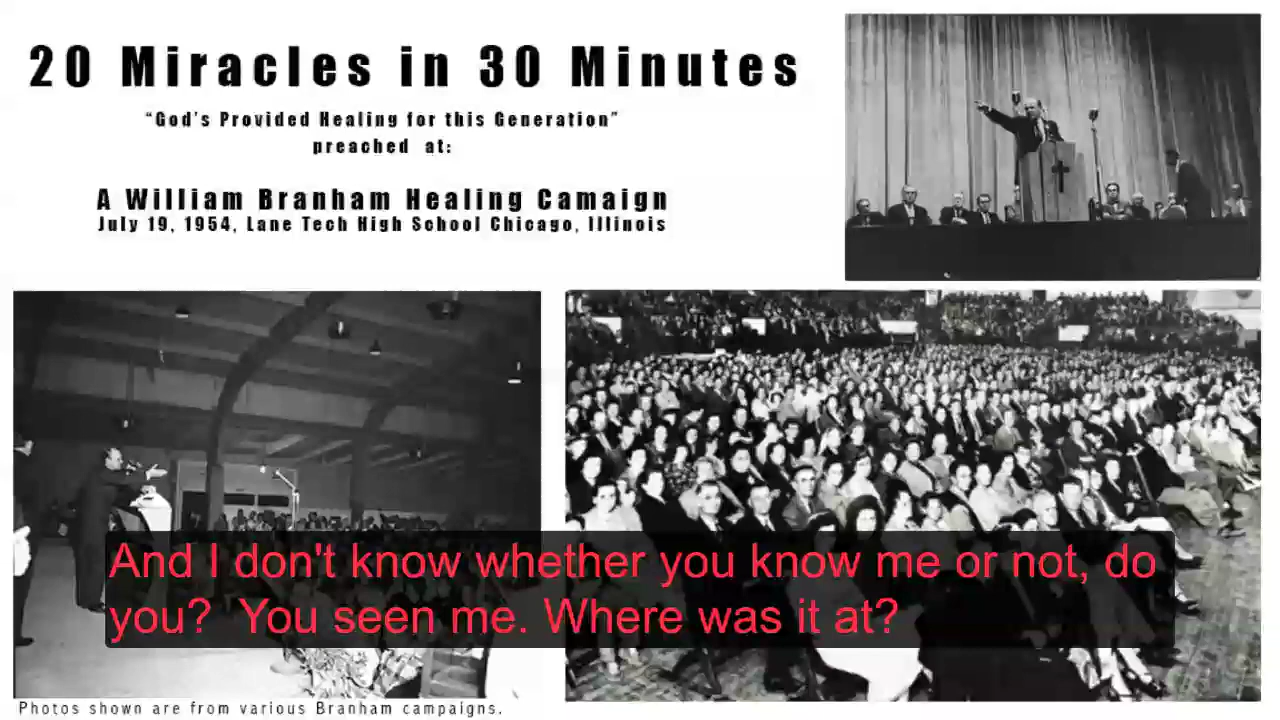 20 Miracles in 30 Minutes
“God's Provided Healing for this Generation”
preached at:
A William Branham Healing Camaign
July 19, 1954, Lane Tech High School Chicago, Illinois
And I don't know whether you know me or not, do
you? You seen me. Where was it at?
Photos shown are from various Branham campaigns.